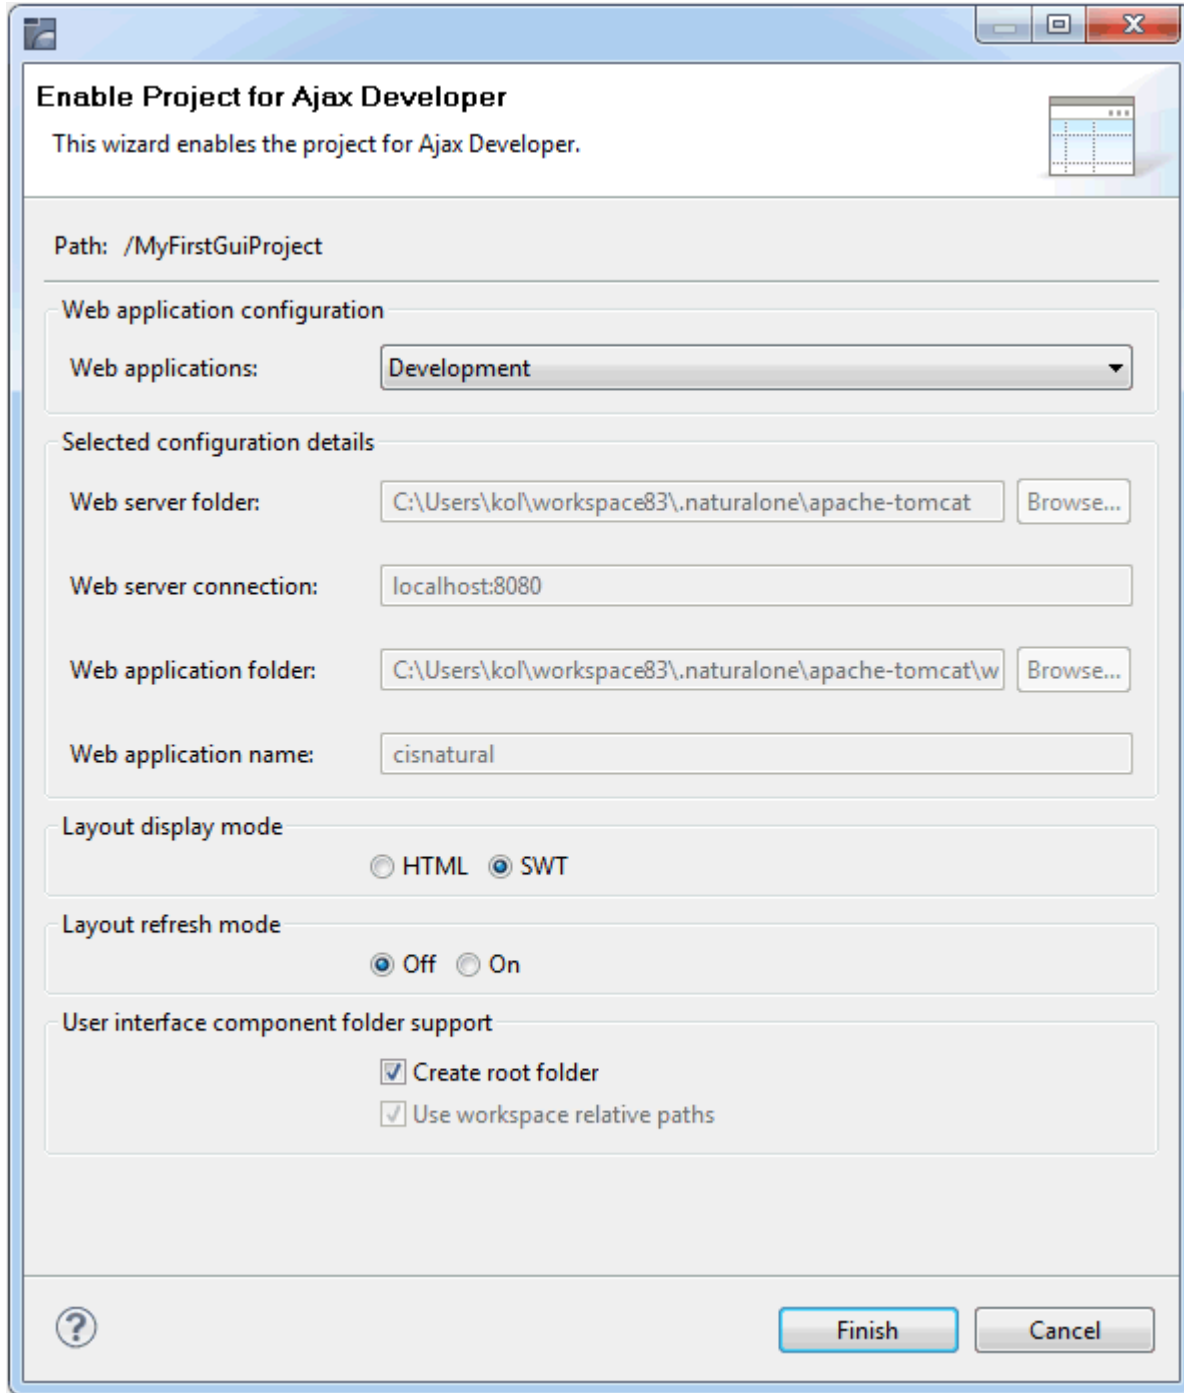 Enable Project for Ajax Developer
This wizard enables the project for Ajax Developer.
Path: /MyFirstGuiProject
Web application configuration
Web applications: Development
Selected configuration details
Web server folder: C:\Users\kol\workspace83\.naturalone\apache-tomcat Browse...
Web server connection: localhost:8080
Web application folder: C:\Users\kol\workspace83\.naturalone\apache-tomcat\w Browse...
Web application name: cisnatural
Layout display mode
HTML SWT
Layout refresh mode
Off On
User interface component folder support
Create root folder
Use workspace relative paths
? Finish Cancel